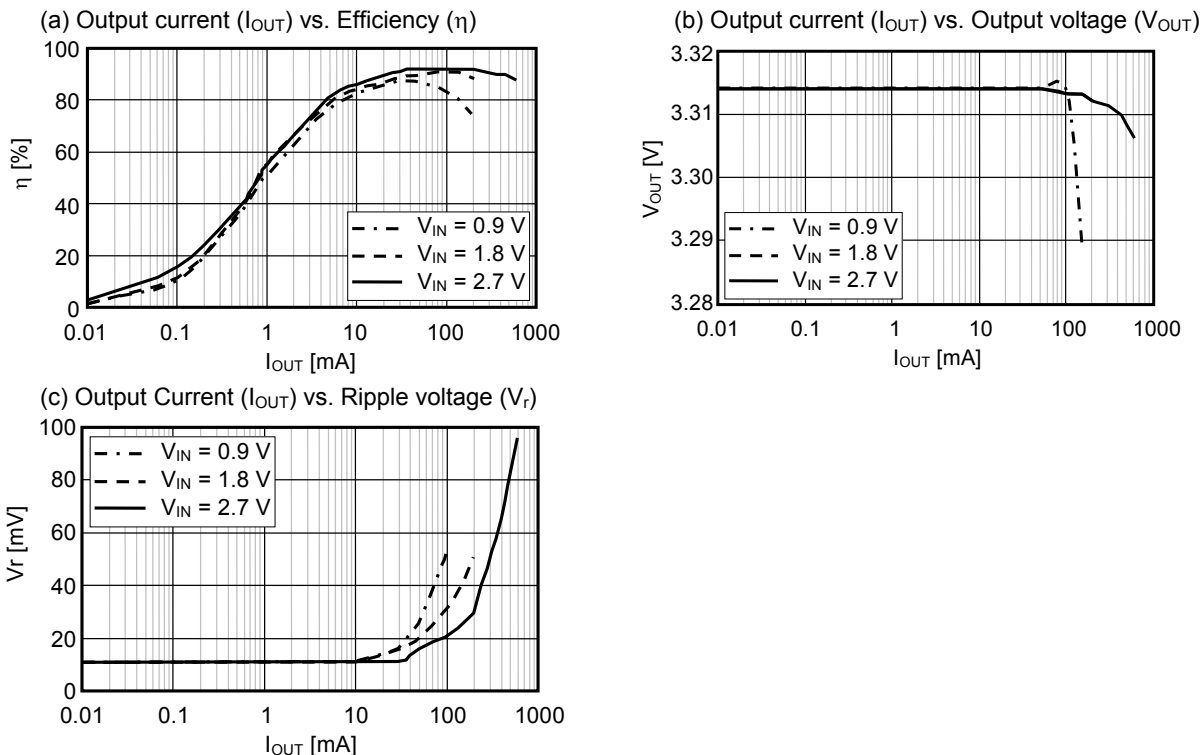 (a) Output current (IOUT) vs. Efficiency (η)
100
80
60
40
20
0
η [%]
VIN = 0.9 V
VIN = 1.8 V
VIN = 2.7 V
0.01 0.1 1 10 100 1000
IOUT [mA]
(b) Output current (IOUT) vs. Output voltage (VOUT)
3.32
3.31
3.30
3.29
3.28
VOUT [V]
VIN = 0.9 V
VIN = 1.8 V
VIN = 2.7 V
0.01 0.1 1 10 100 1000
IOUT [mA]
(c) Output Current (IOUT) vs. Ripple voltage (Vr)
100
80
60
40
20
0
Vr [mV]
VIN = 0.9 V
VIN = 1.8 V
VIN = 2.7 V
0.01 0.1 1 10 100 1000
IOUT [mA]